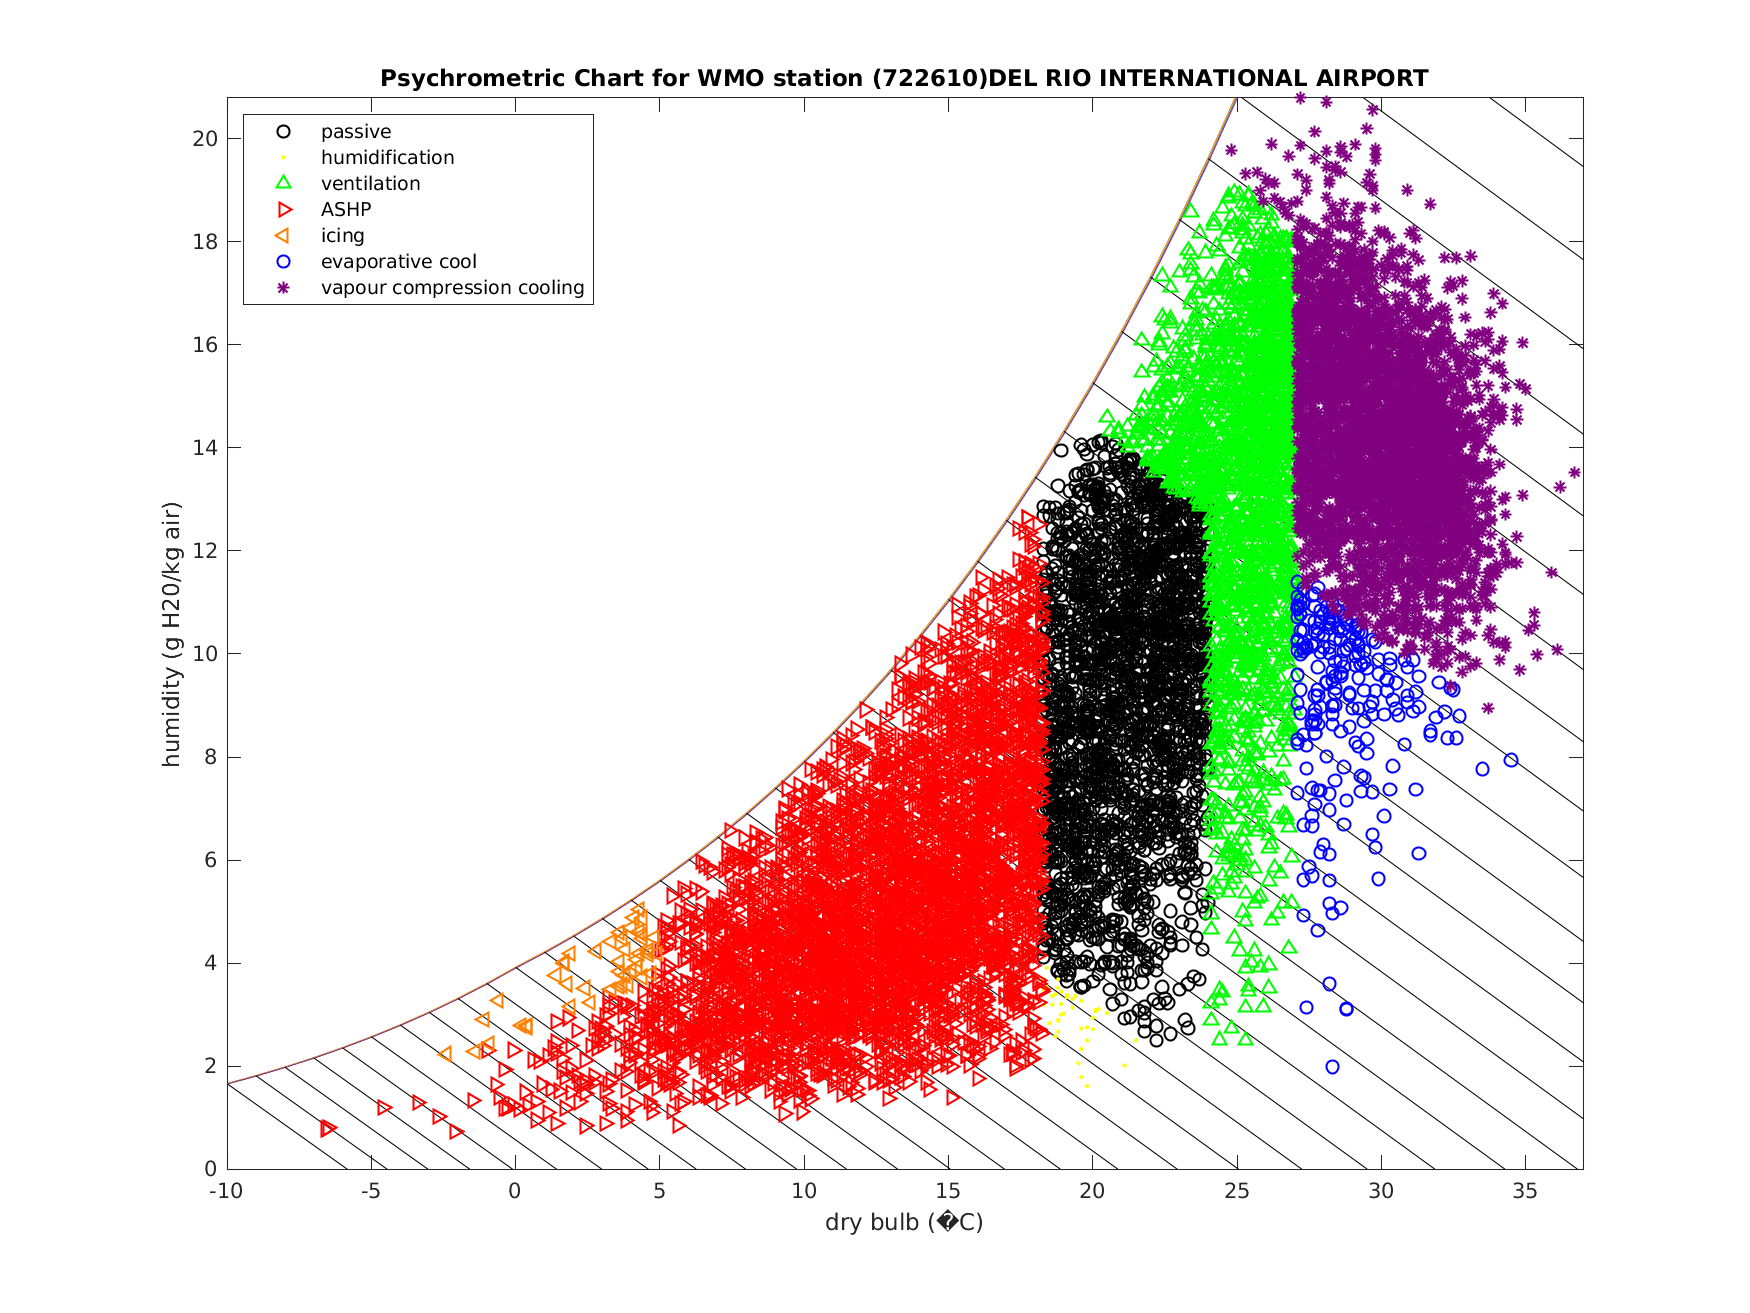 Psychrometric Chart for WMO station (722610)DEL RIO INTERNATIONAL AIRPORT
passive
humidification
ventilation
ASHP
icing
evaporative cool
vapour compression cooling
humidity (g H20/kg air)
20
18
16
14
12
10
8
6
4
2
0
-10 -5 0 5 10 15 20 25 30 35
dry bulb (�C)